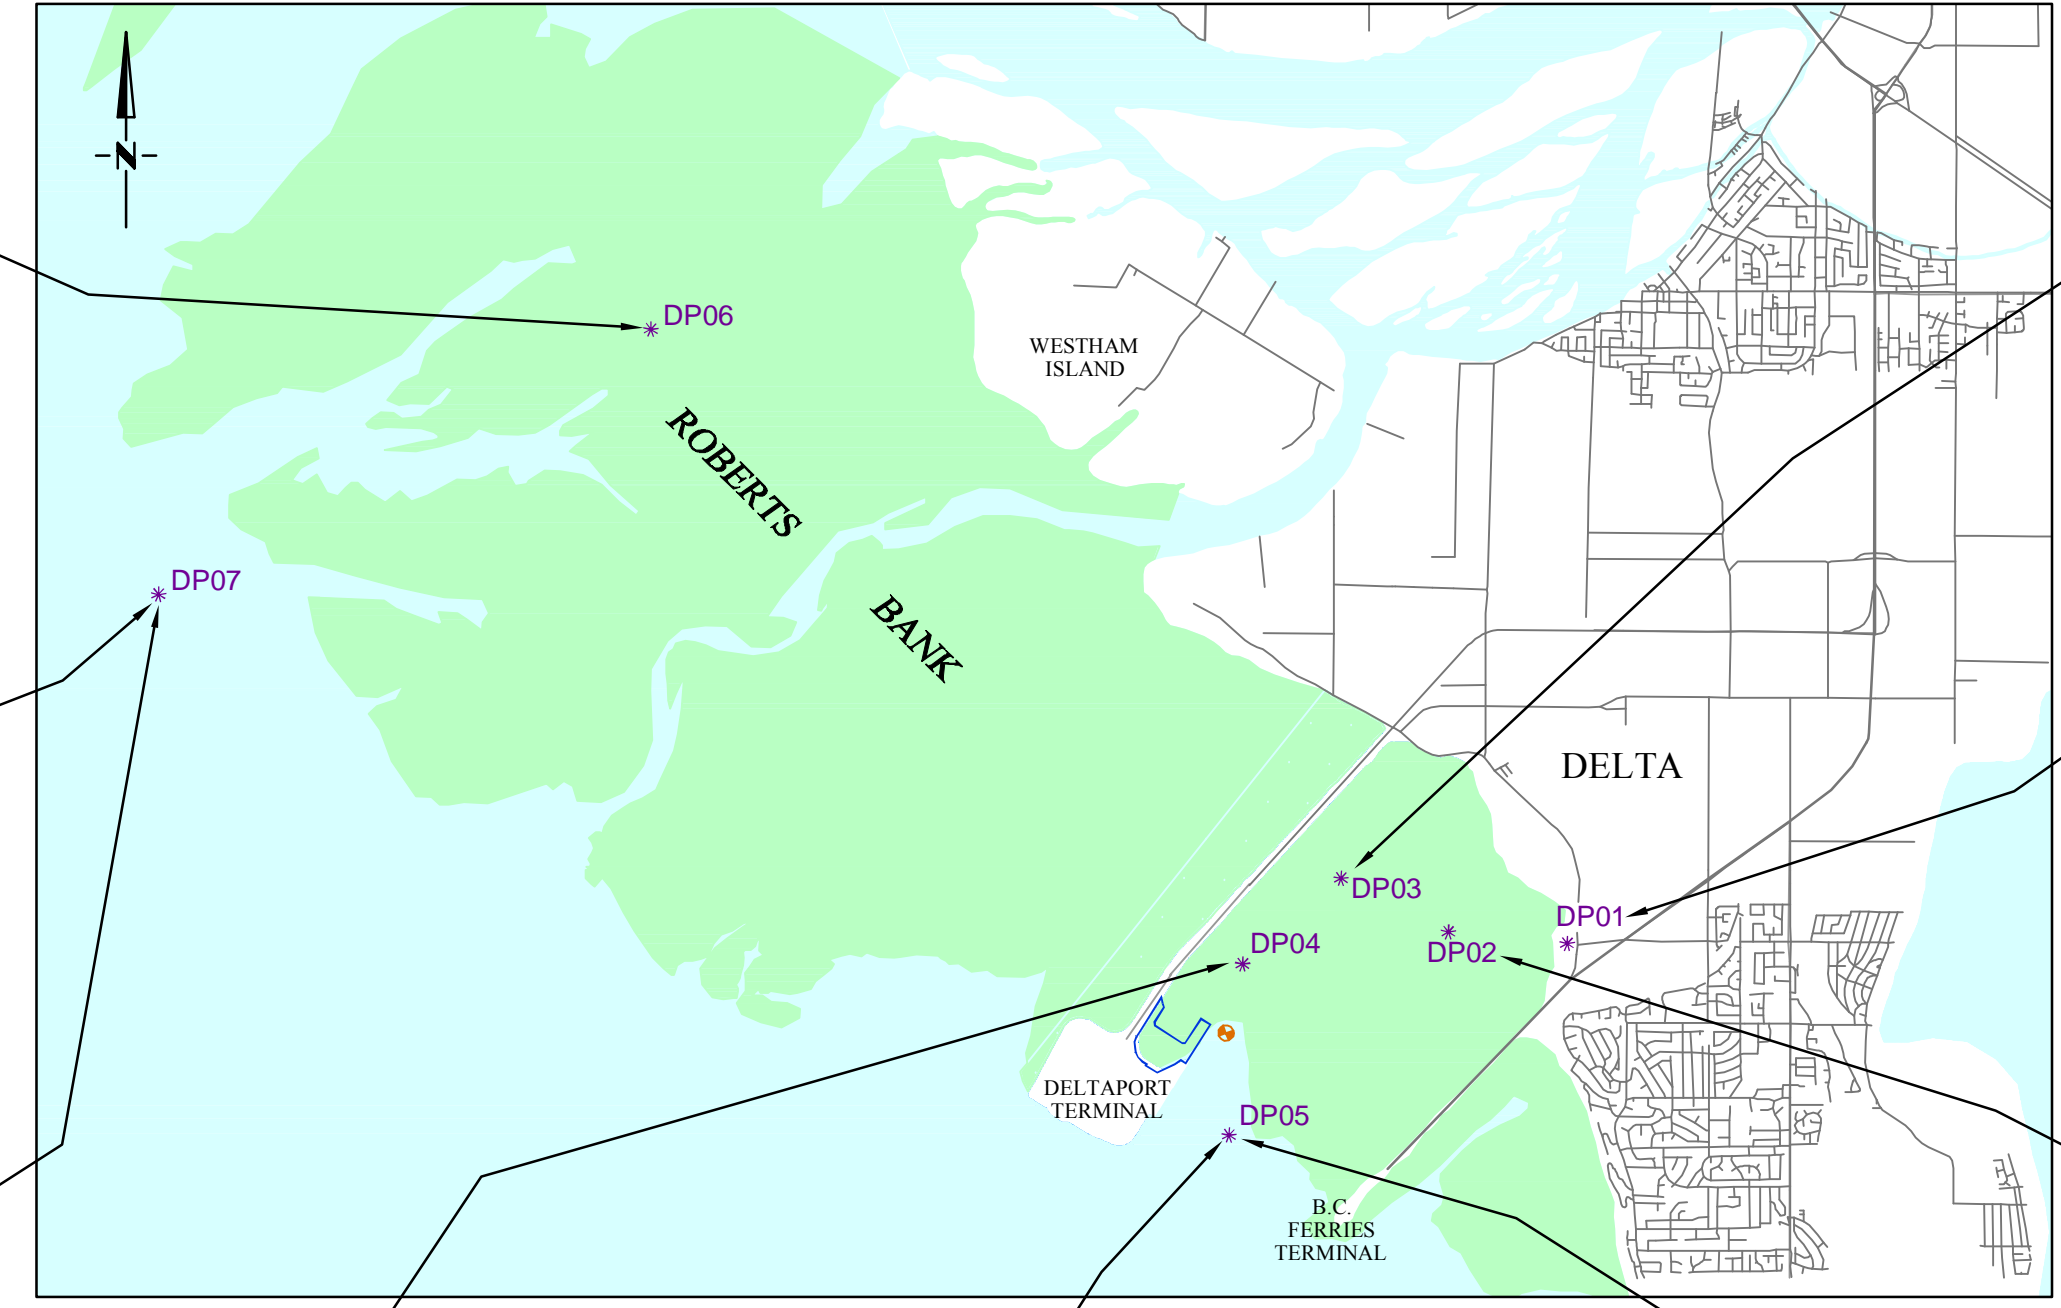 N
DP06
WESTHAM
ISLAND
ROBERTS
BANK
DP07
DELTA
DP03
DP01
DP02
DP04
DELTAPORT
TERMINAL
DP05
B.C.
FERRIES
TERMINAL